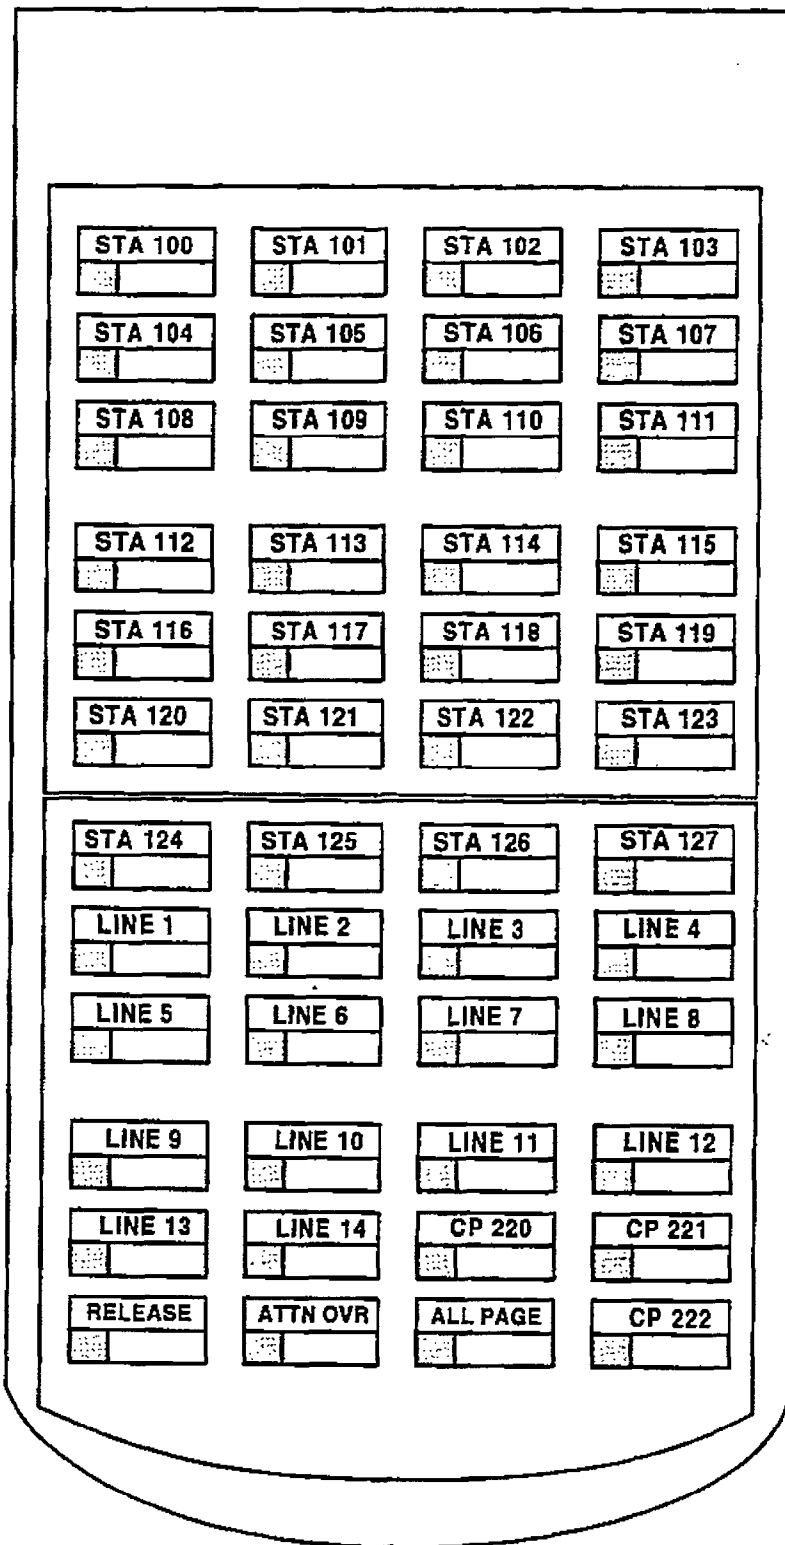 STA 100 STA 101 STA 102 STA 103
STA 104 STA 105 STA 106 STA 107
STA 108 STA 109 STA 110 STA 111
STA 112 STA 113 STA 114 STA 115
STA 116 STA 117 STA 118 STA 119
STA 120 STA 121 STA 122 STA 123
STA 124 STA 125 STA 126 STA 127
LINE 1 LINE 2 LINE 3 LINE 4
LINE 5 LINE 6 LINE 7 LINE 8
LINE 9 LINE 10 LINE 11 LINE 12
LINE 13 LINE 14 CP 220 CP 221
RELEASE ATTN OVR ALL PAGE CP 222